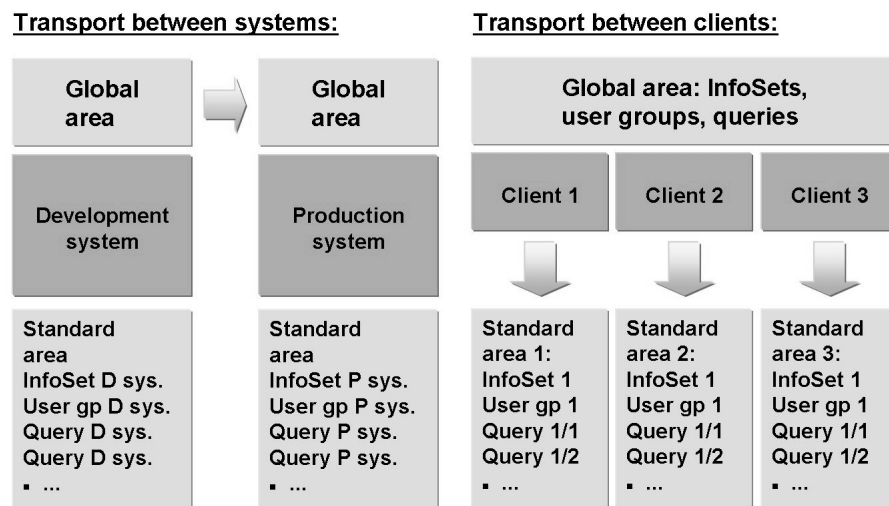 Transport between systems:
Global
area
Global
area
Development
system
Production
system
Standard
area
InfoSet D sys.
User gp D sys.
Query D sys.
Query D sys.
▪ ...
Standard
area
InfoSet P sys.
User gp P sys.
Query P sys.
Query P sys.
▪ ...
Transport between clients:
Global area: InfoSets,
user groups, queries
Client 1
Client 2
Client 3
Standard
area 1:
InfoSet 1
User gp 1
Query 1/1
Query 1/2
▪ ...
Standard
area 2:
InfoSet 1
User gp 1
Query 1/1
Query 1/2
▪ ...
Standard
area 3:
InfoSet 1
User gp 1
Query 1/1
Query 1/2
▪ ...